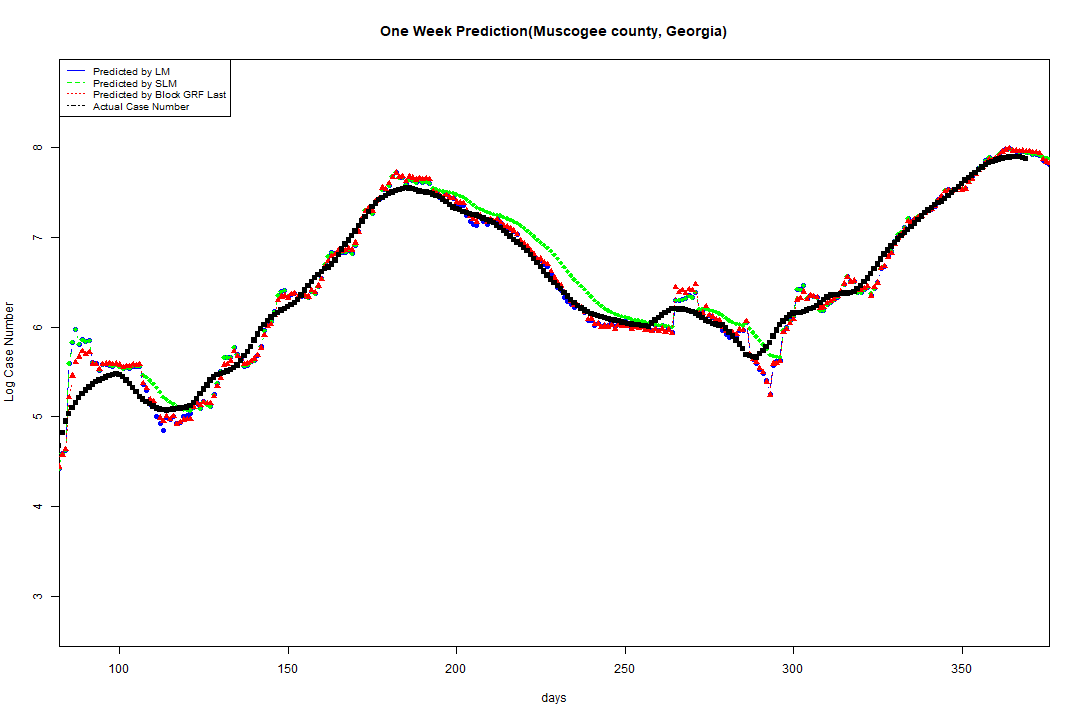 One Week Prediction(Muscogee county, Georgia)
Predicted by LM
Predicted by SLM
Predicted by Block GRF Last
Actual Case Number
Log Case Number
8
7
6
5
4
3
100 150 200 250 300 350
days